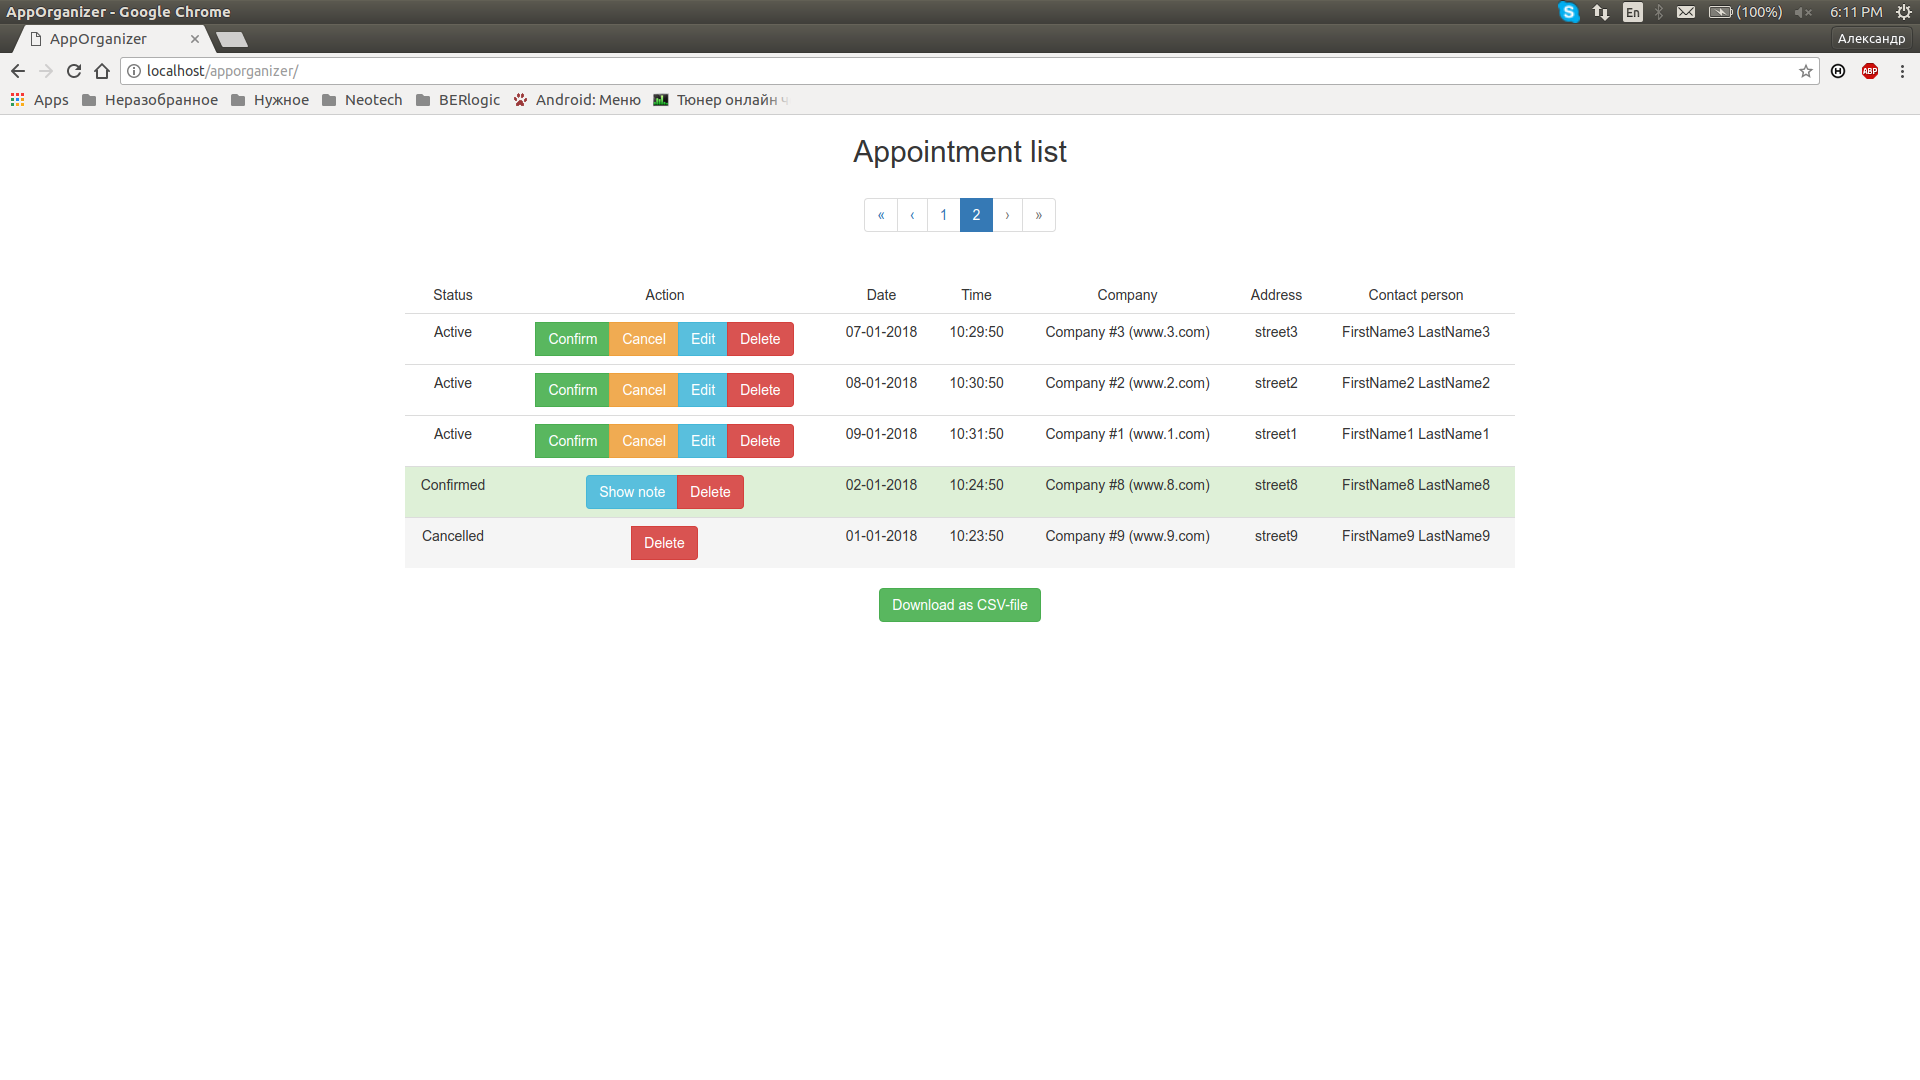 AppOrganizer - Google Chrome
En (100%) 6:11 PM
AppOrganizer Александр
localhost/apporganizer/ ABP
Apps Неразобранное Нужное Neotech BERlogic Android: Меню Тюнер онлайн ч
Appointment list
« ‹ 1 2 › »
Status Action Date Time Company Address Contact person
Active Confirm Cancel Edit Delete 07-01-2018 10:29:50 Company #3 (www.3.com) street3 FirstName3 LastName3
Active Confirm Cancel Edit Delete 08-01-2018 10:30:50 Company #2 (www.2.com) street2 FirstName2 LastName2
Active Confirm Cancel Edit Delete 09-01-2018 10:31:50 Company #1 (www.1.com) street1 FirstName1 LastName1
Confirmed Show note Delete 02-01-2018 10:24:50 Company #8 (www.8.com) street8 FirstName8 LastName8
Cancelled Delete 01-01-2018 10:23:50 Company #9 (www.9.com) street9 FirstName9 LastName9
Download as CSV-file